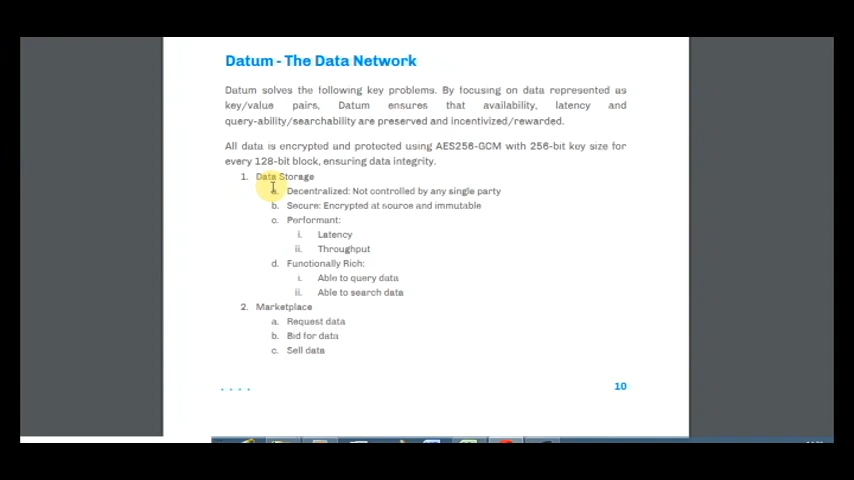 Datum - The Data Network
Datum solves the following key problems. By focusing on data represented as
key/value pairs, Datum ensures that availability, latency and
query-ability/searchability are preserved and incentivized/rewarded.
All data is encrypted and protected using AES256-GCM with 256-bit key size for
every 128-bit block, ensuring data integrity.
1. Data Storage
a. Decentralized: Not controlled by any single party
b. Secure: Encrypted at source and immutable
c. Performant:
i. Latency
ii. Throughput
d. Functionally Rich:
i. Able to query data
ii. Able to search data
2. Marketplace
a. Request data
b. Bid for data
c. Sell data
. . . .
10